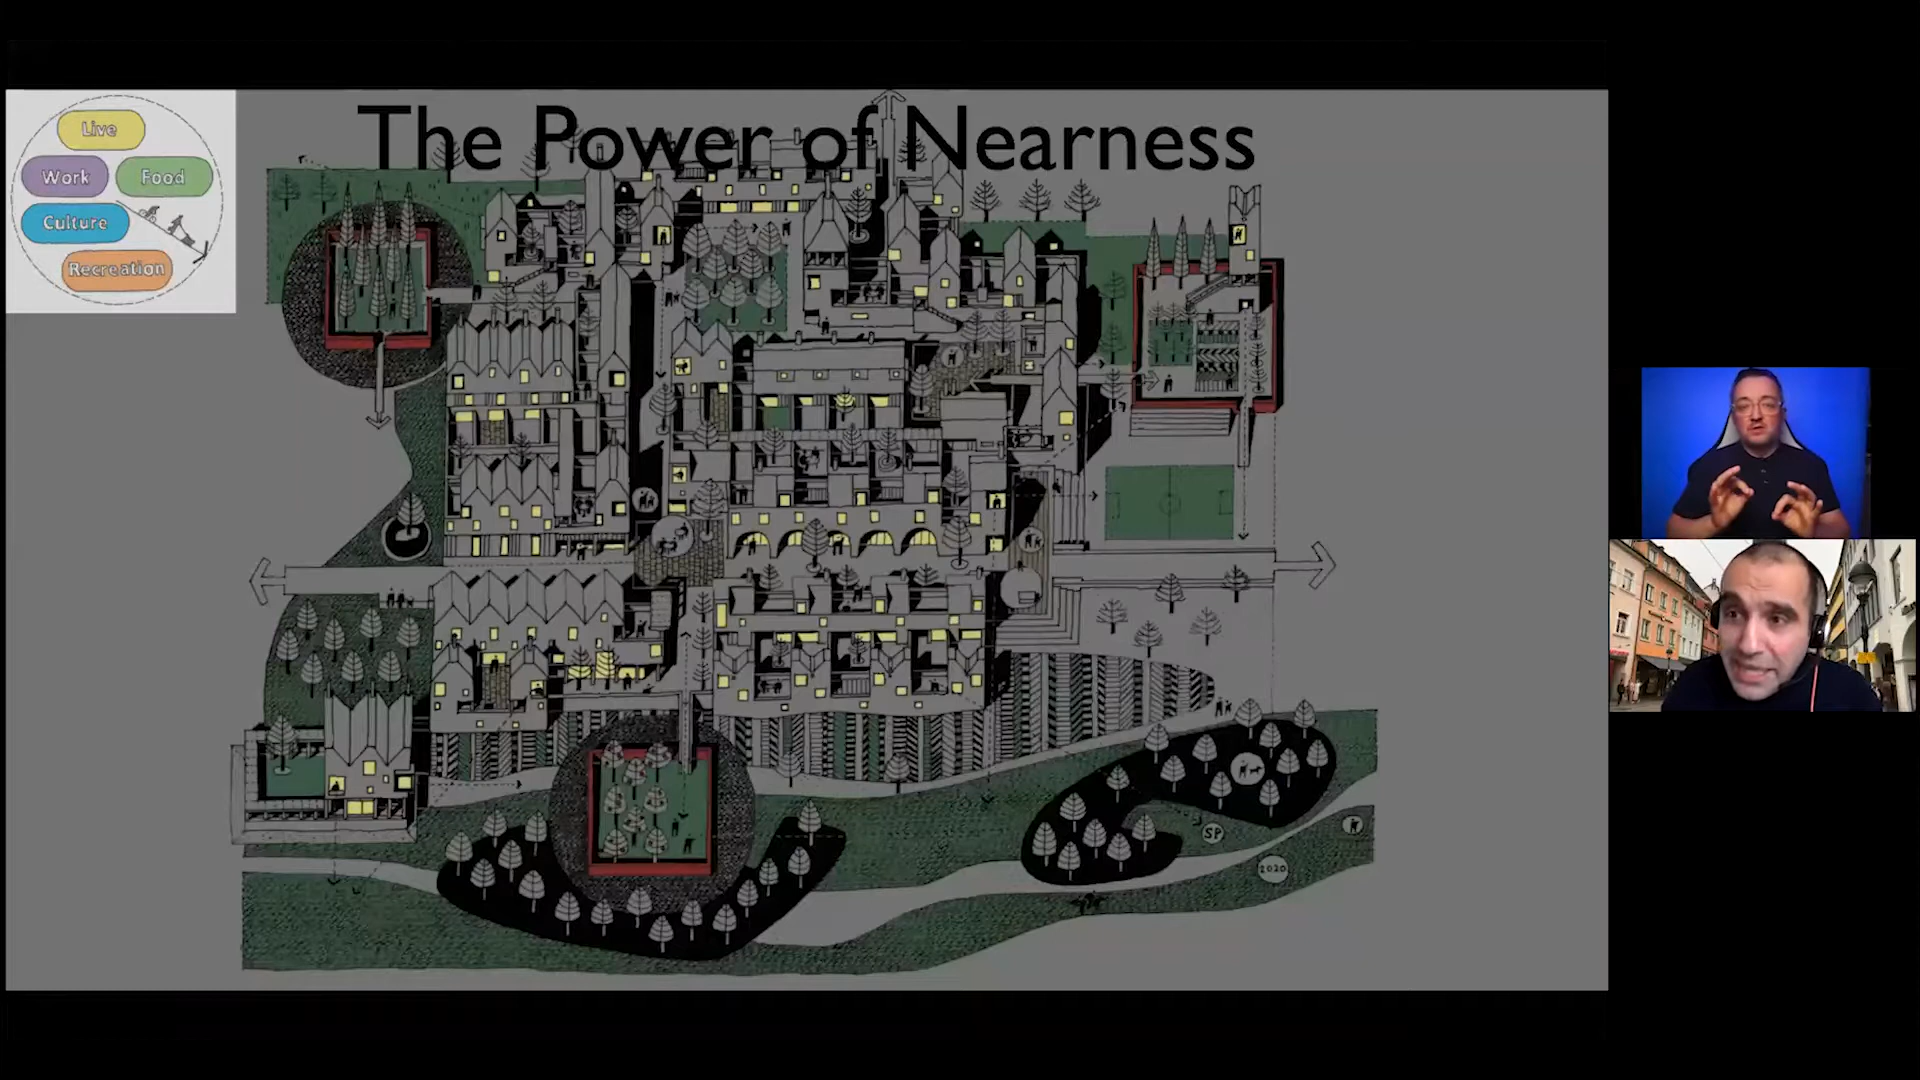 The Power of Nearness
Live
Work
Food
Culture
Recreation
SP
2020